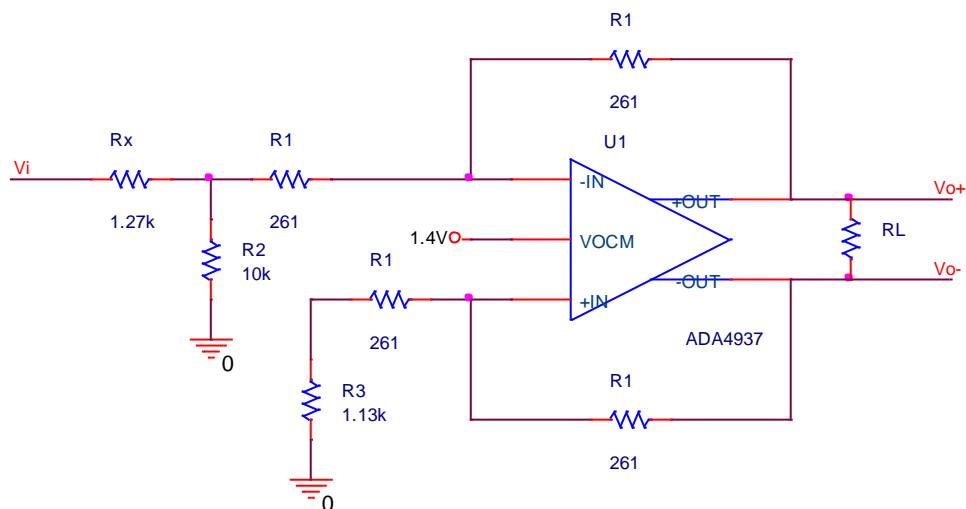 R1
261
U1
Rx
R1
Vi
1.27k
261
-IN
+OUT
Vo+
R2
10k
1.4V
VOCM
RL
R1
-OUT
Vo-
+IN
261
ADA4937
0
R3
1.13k
R1
261
0